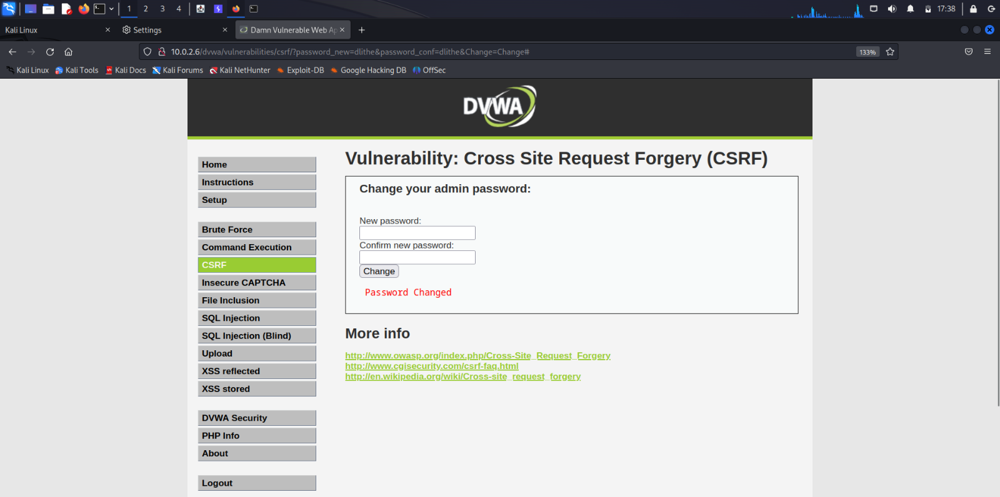 1 2 3 4 17:38
Kali Linux Settings Damn Vulnerable Web Ap
10.0.2.6/dvwa/vulnerabilities/csrf/?password_new=dlithe&password_conf=dlithe&Change=Change# 133%
Kali Linux Kali Tools Kali Docs Kali Forums Kali NetHunter Exploit-DB Google Hacking DB OffSec
DVWA
Home
Instructions
Setup
Brute Force
Command Execution
CSRF
Insecure CAPTCHA
File Inclusion
SQL Injection
SQL Injection (Blind)
Upload
XSS reflected
XSS stored
DVWA Security
PHP Info
About
Logout
Vulnerability: Cross Site Request Forgery (CSRF)
Change your admin password:
New password:
Confirm new password:
Change
Password Changed
More info
http://www.owasp.org/index.php/Cross-Site_Request_Forgery
http://www.cgisecurity.com/csrf-faq.html
http://en.wikipedia.org/wiki/Cross-site_request_forgery